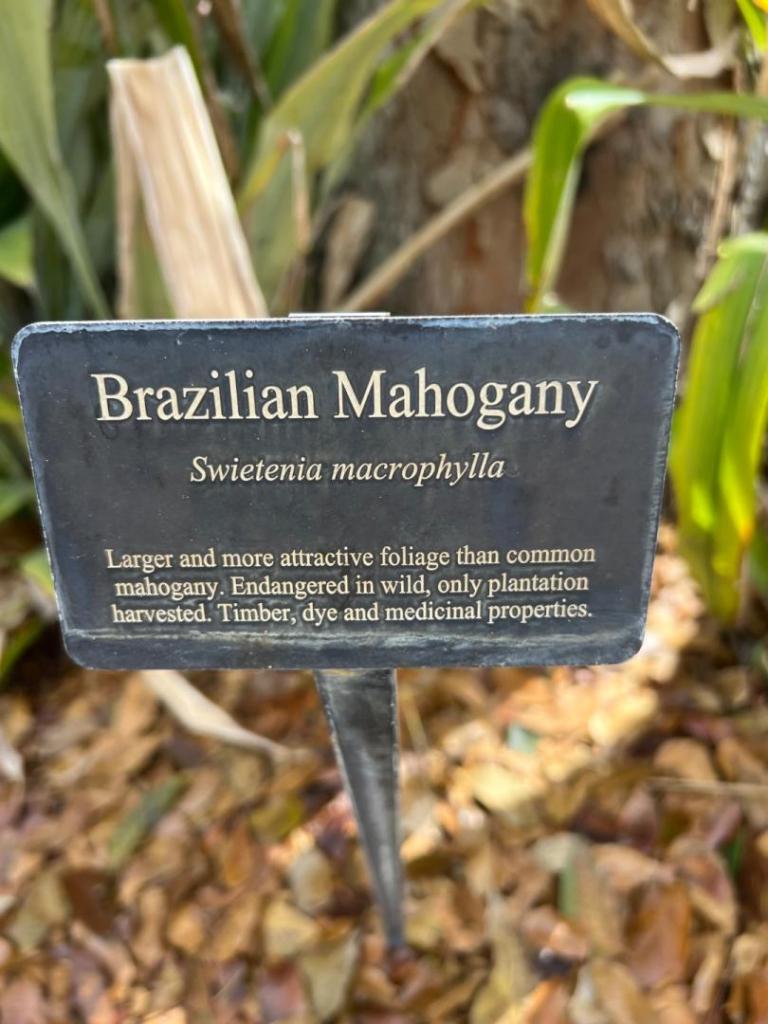 Brazilian Mahogany
Swietenia macrophylla
Larger and more attractive foliage than common
mahogany. Endangered in wild, only plantation
harvested. Timber, dye and medicinal properties.